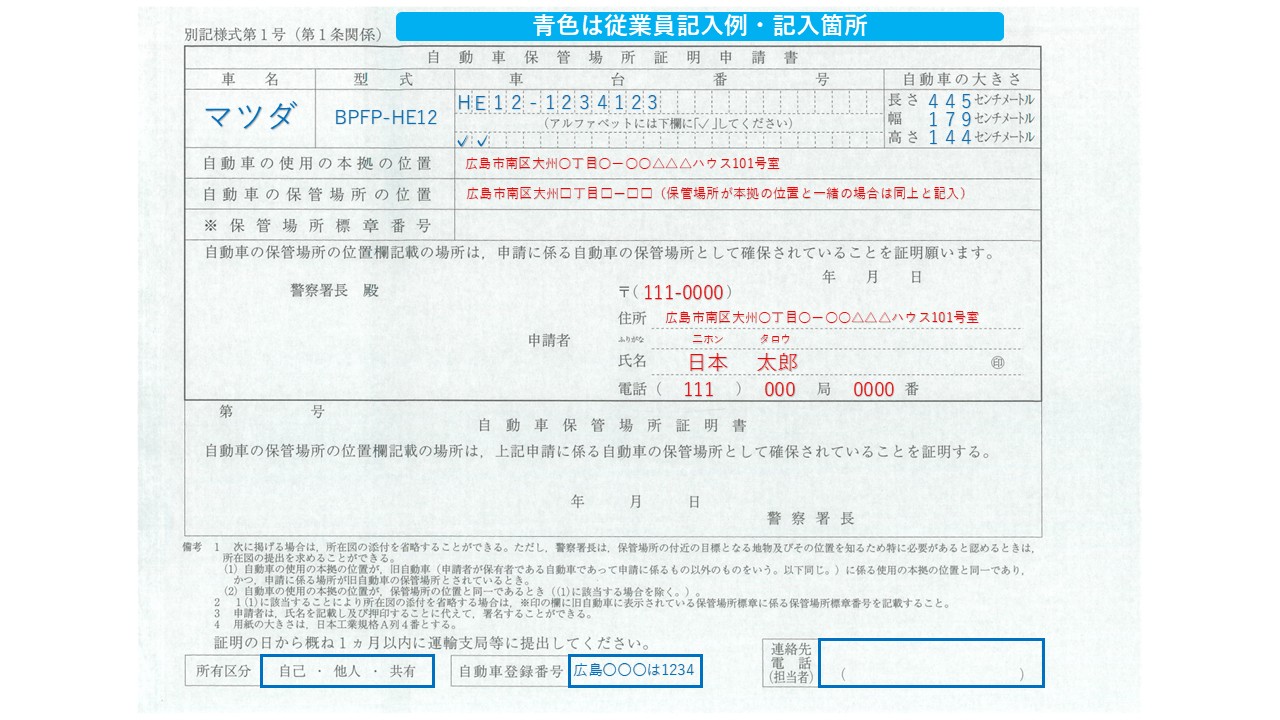 青色は従業員記入例・記入箇所
別記様式第1号（第1条関係）
自動車保管場所証明申請書
車名 型式 車台番号 自動車の大きさ
マツダ BPFP-HE12 HE12-1234123
（アルファベットには下欄に「✓」してください）
✓ ✓
長さ 445センチメートル
幅 179センチメートル
高さ 144センチメートル
自動車の使用の本拠の位置 広島市南区大州〇丁目〇ー〇〇△△△ハウス101号室
自動車の保管場所の位置 広島市南区大州□丁目□ー□□（保管場所が本拠の位置と一緒の場合は同上と記入）
※保管場所標章番号
自動車の保管場所の位置欄記載の場所は，申請に係る自動車の保管場所として確保されていることを証明願います。
年 月 日
警察署長 殿
〒（111-0000）
住所 広島市南区大州〇丁目〇ー〇〇△△△ハウス101号室
申請者
ふりがな ニホン タロウ
氏名 日本 太郎 ㊞
電話（ 111 ） 000 局 0000 番
第 号
自動車保管場所証明書
自動車の保管場所の位置欄記載の場所は，上記申請に係る自動車の保管場所として確保されていることを証明する。
年 月 日
警察署長
備考 1 次に掲げる場合は，所在図の添付を省略することができる。ただし，警察署長は，保管場所の付近の目標となる地物及びその位置を知るため特に必要があると認めるときは，
所在図の提出を求めることができる。
(1) 自動車の使用の本拠の位置が，旧自動車（申請者が保有者である自動車であって申請に係るもの以外のものをいう。以下同じ。）に係る使用の本拠の位置と同一であり，
かつ，申請に係る場所が旧自動車の保管場所とされているとき。
(2) 自動車の使用の本拠の位置が，保管場所の位置と同一であるとき（(1)に該当する場合を除く。）。
2 1(1)に該当することにより所在図の添付を省略する場合は，※印の欄に旧自動車に表示されている保管場所標章に係る保管場所標章番号を記載すること。
3 申請者は，氏名を記載し及び押印することに代えて，署名することができる。
4 用紙の大きさは，日本工業規格A列4番とする。
証明の日から概ね1ヵ月以内に運輸支局等に提出してください。
所有区分 自己 ・ 他人 ・ 共有
自動車登録番号 広島〇〇〇は1234
連絡先
電話
（担当者） （ ）